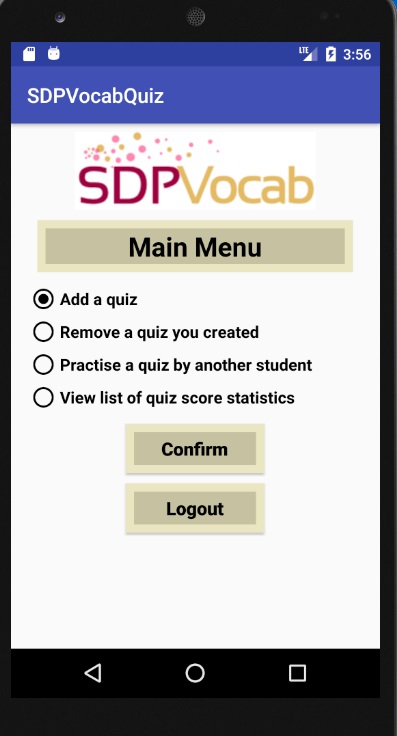 LTE 3:56
SDPVocabQuiz
SDPVocab
Main Menu
Add a quiz
Remove a quiz you created
Practise a quiz by another student
View list of quiz score statistics
Confirm
Logout